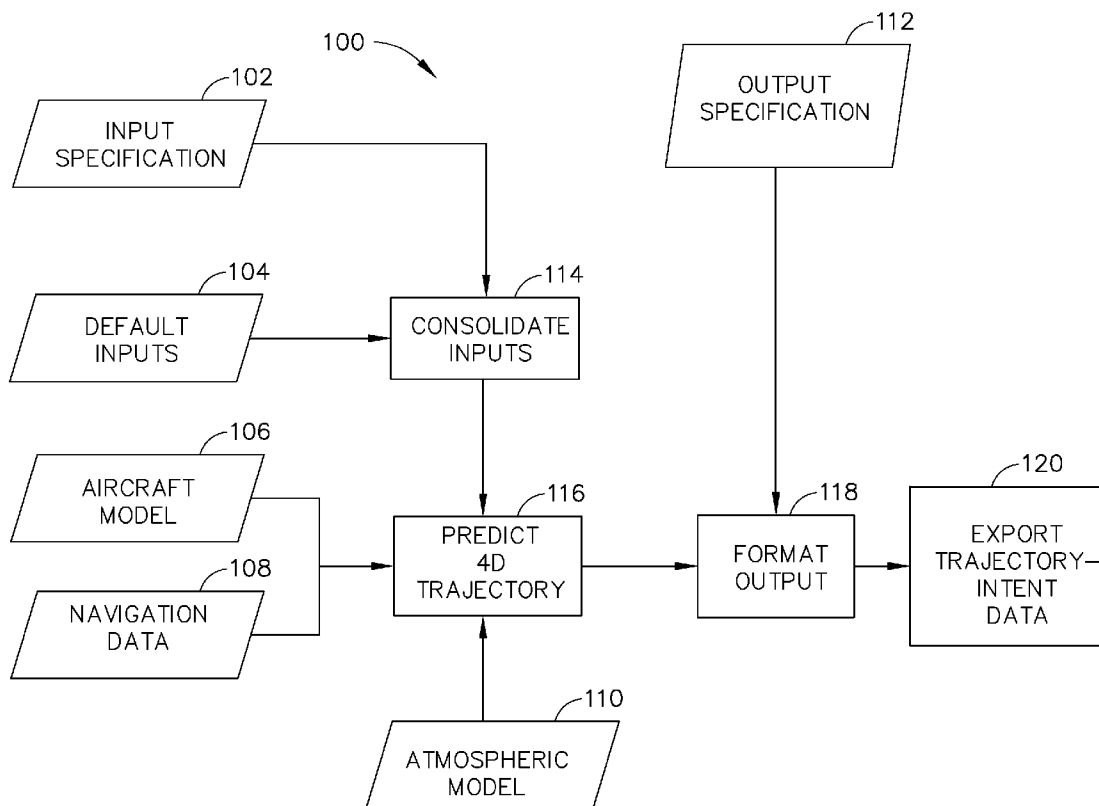 100
102
INPUT
SPECIFICATION
112
OUTPUT
SPECIFICATION
104
DEFAULT
INPUTS
114
CONSOLIDATE
INPUTS
106
AIRCRAFT
MODEL
108
NAVIGATION
DATA
116
PREDICT
4D
TRAJECTORY
118
FORMAT
OUTPUT
120
EXPORT
TRAJECTORY-
INTENT
DATA
110
ATMOSPHERIC
MODEL